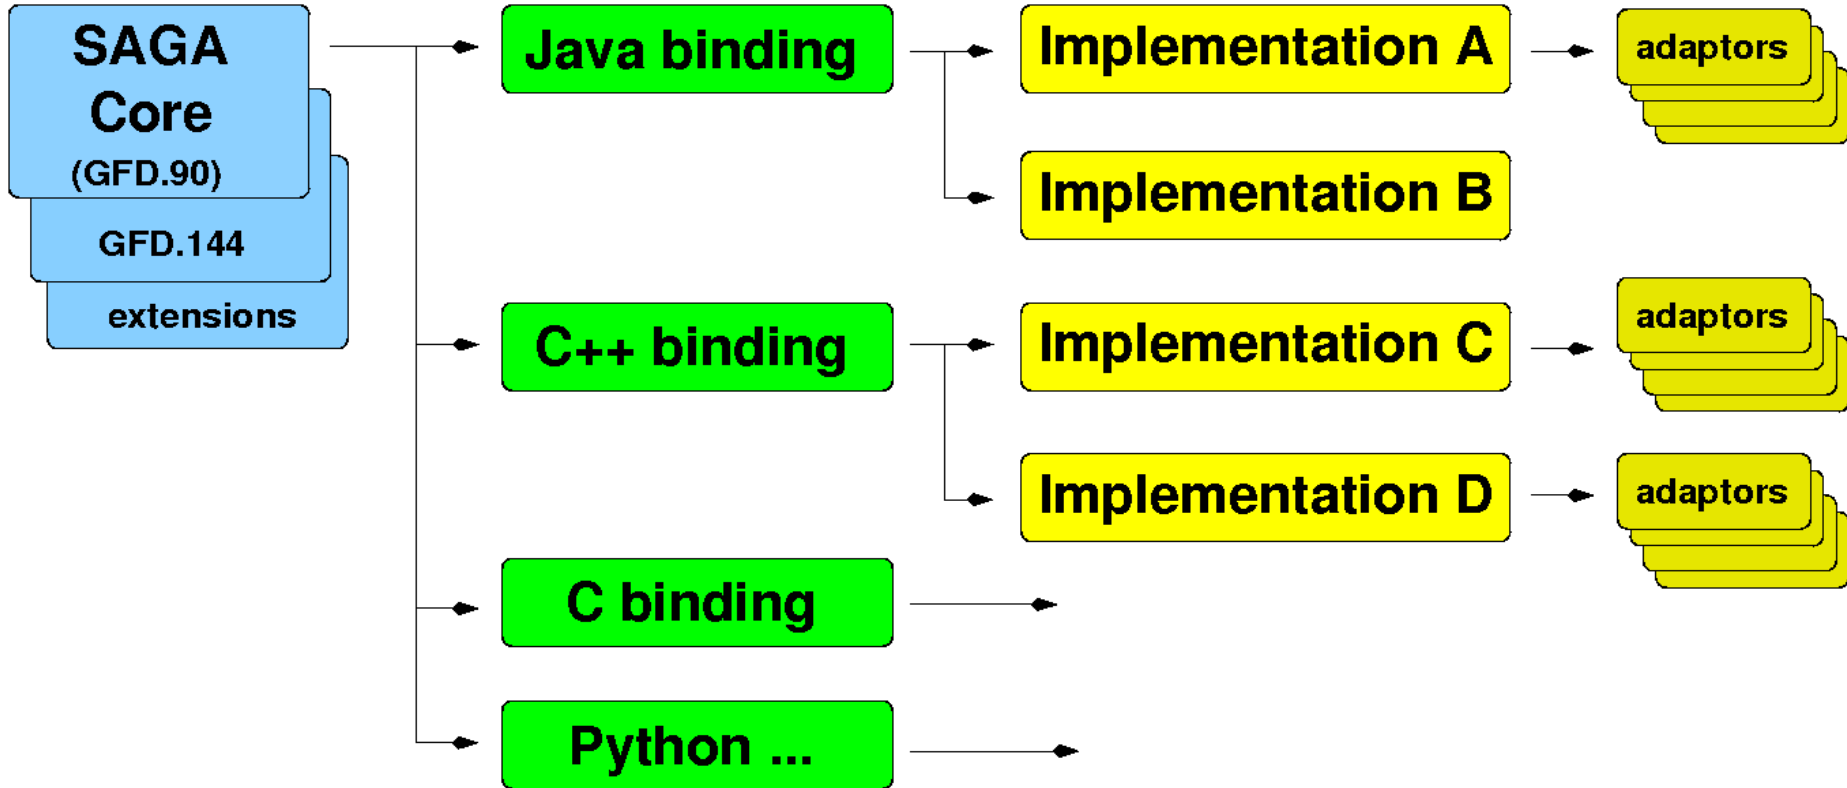 SAGA
Core
(GFD.90)
GFD.144
extensions
Java binding
C++ binding
C binding
Python ...
Implementation A
Implementation B
Implementation C
Implementation D
adaptors
adaptors
adaptors